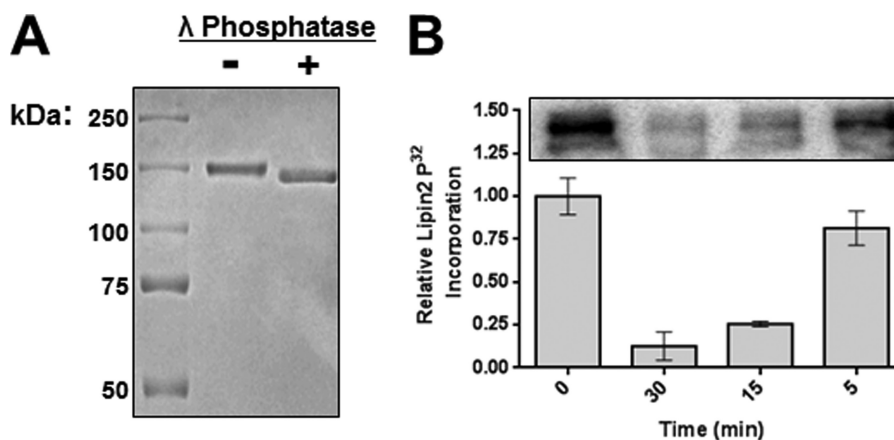 A
λ Phosphatase
- +
kDa:
250
150
100
75
50
B
Relative Lipin2 P³²
Incorporation
1.50
1.25
1.00
0.75
0.50
0.25
0.00
0 30 15 5
Time (min)